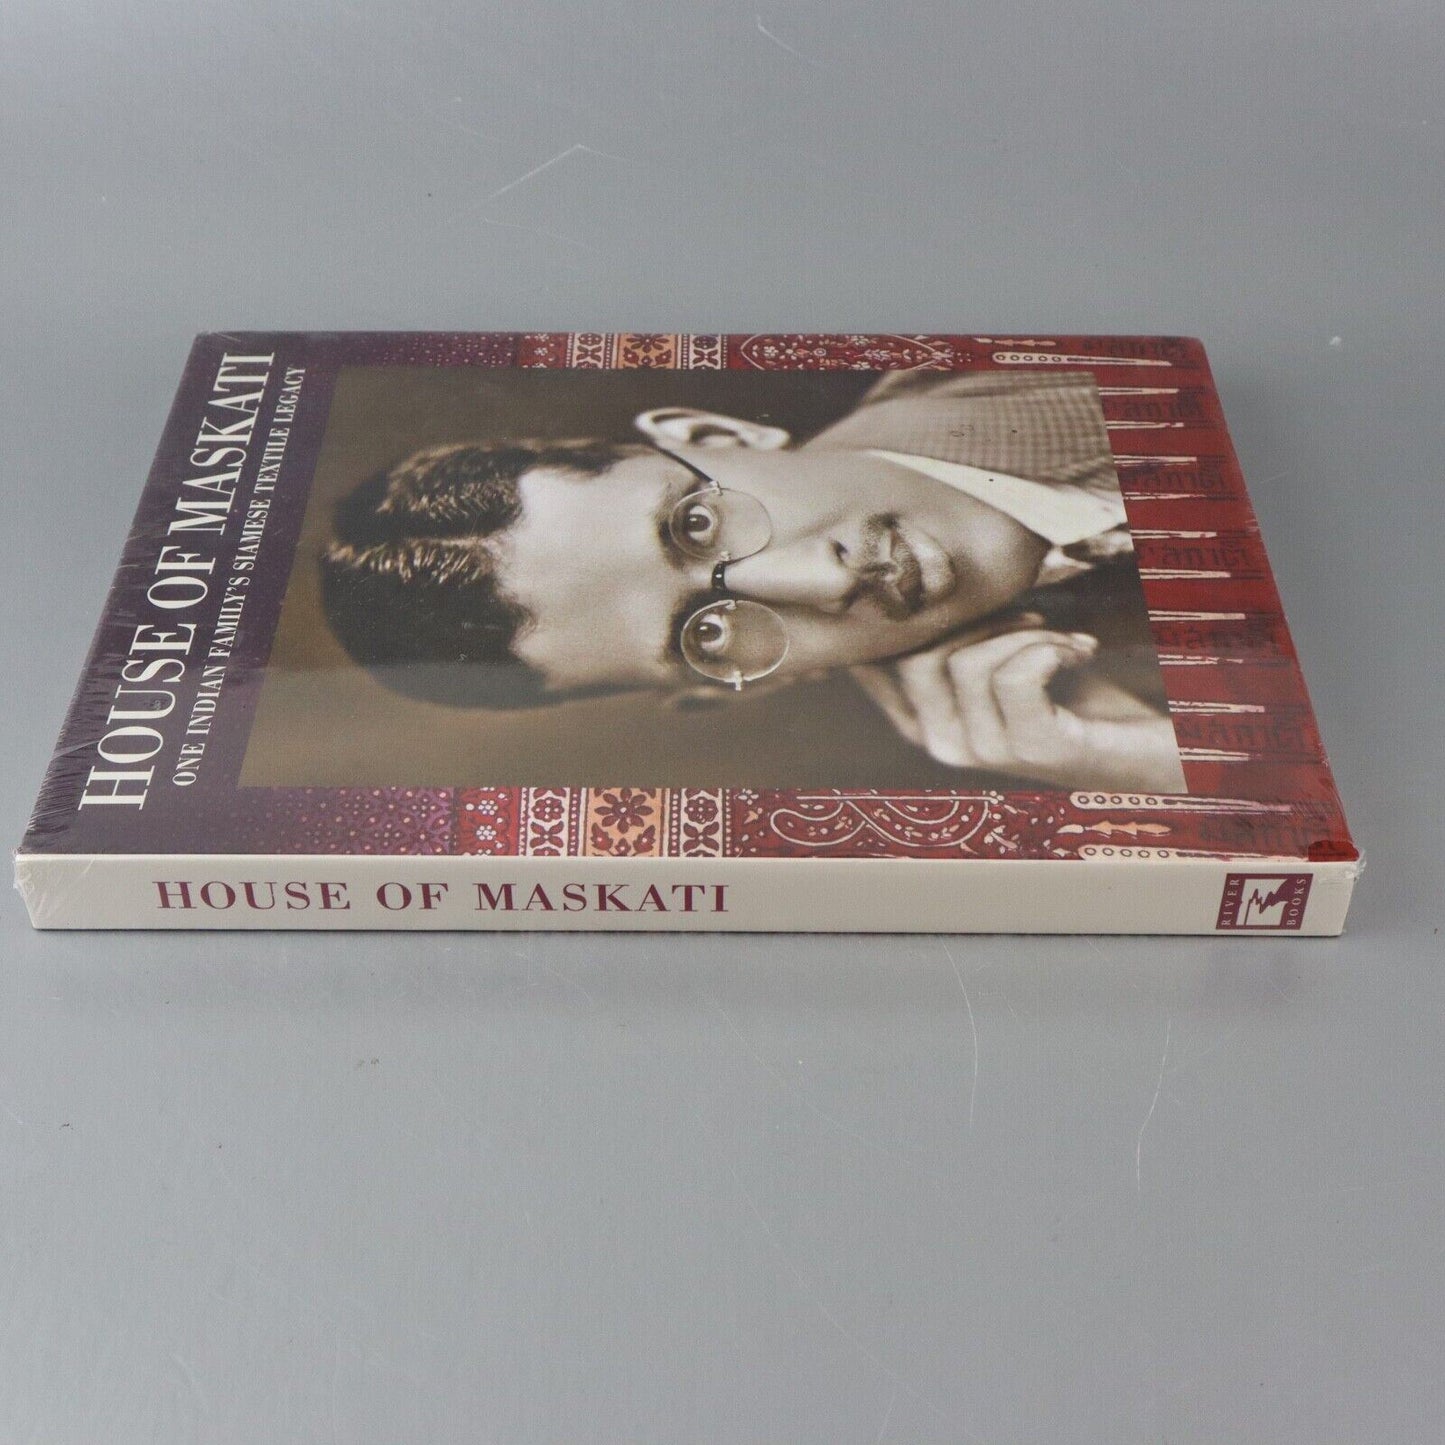 HOUSE OF MASKATI
ONE INDIAN FAMILY'S SIAMESE TEXTILE LEGACY
HOUSE OF MASKATI
RIVER
BOOKS